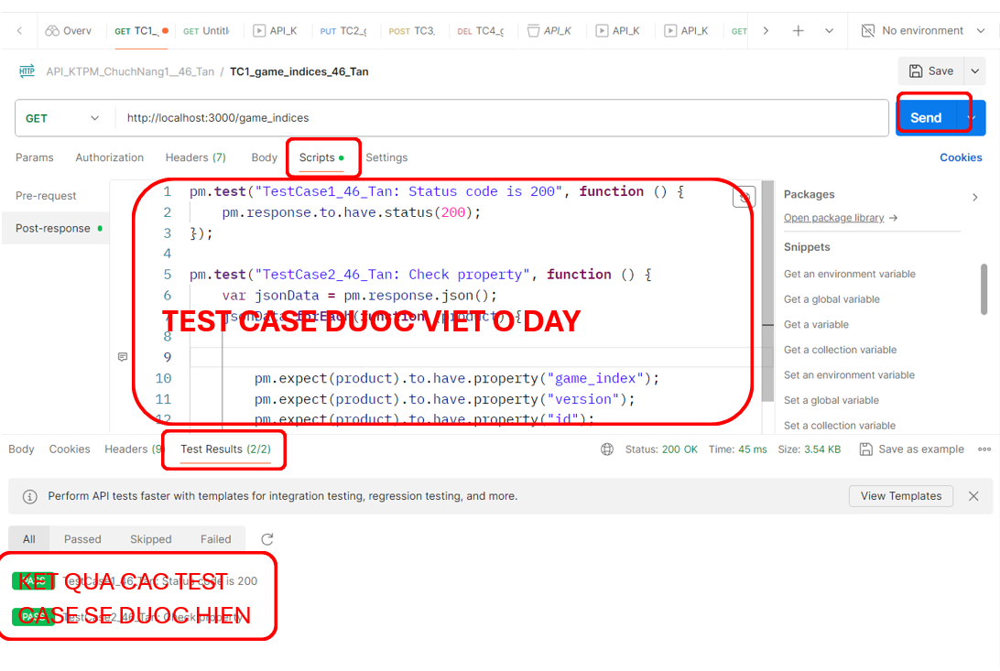 Overv GET TC1_. GET Untitl API_K PUT TC2_g POST TC3. DEL TC4_g API_K API_K API_K GET No environment
HTTP API_KTPM_ChuchNang1__46_Tan / TC1_game_indices_46_Tan Save
GET http://localhost:3000/game_indices Send
Params Authorization Headers (7) Body Scripts Settings Cookies
Pre-request
Post-response
1 pm.test("TestCase1_46_Tan: Status code is 200", function () {
2 pm.response.to.have.status(200);
3 });
4
5 pm.test("TestCase2_46_Tan: Check property", function () {
6 var jsonData = pm.response.json();
jsonData.forEach(function (product) {
TEST CASE DUOC VIET O DAY
8
9
10 pm.expect(product).to.have.property("game_index");
11 pm.expect(product).to.have.property("version");
12 pm.expect(product).to.have.property("id");
Packages
Open package library →
Snippets
Get an environment variable
Get a global variable
Get a variable
Get a collection variable
Set an environment variable
Set a global variable
Set a collection variable
Body Cookies Headers (9 Test Results (2/2) Status: 200 OK Time: 45 ms Size: 3.54 KB Save as example
Perform API tests faster with templates for integration testing, regression testing, and more. View Templates
All Passed Skipped Failed
PASS TestCase1_46_Tan: Status code is 200
KET QUA CAC TEST
PASS TestCase2_46_Tan: Check property
CASE SE DUOC HIEN